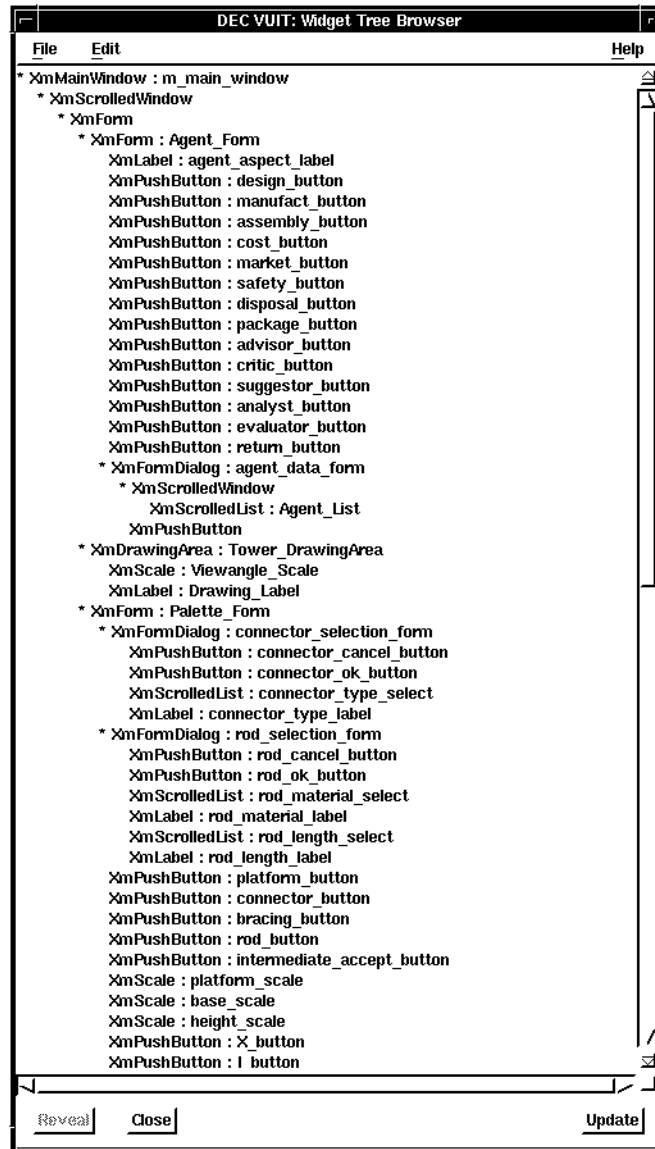 DEC VUIT: Widget Tree Browser
File Edit Help
* XmMainWindow : m_main_window
* XmScrolledWindow
* XmForm
* XmForm : Agent_Form
XmLabel : agent_aspect_label
XmPushButton : design_button
XmPushButton : manufact_button
XmPushButton : assembly_button
XmPushButton : cost_button
XmPushButton : market_button
XmPushButton : safety_button
XmPushButton : disposal_button
XmPushButton : package_button
XmPushButton : advisor_button
XmPushButton : critic_button
XmPushButton : suggestor_button
XmPushButton : analyst_button
XmPushButton : evaluator_button
XmPushButton : return_button
* XmFormDialog : agent_data_form
* XmScrolledWindow
XmScrolledList : Agent_List
XmPushButton
* XmDrawingArea : Tower_DrawingArea
XmScale : Viewangle_Scale
XmLabel : Drawing_Label
* XmForm : Palette_Form
* XmFormDialog : connector_selection_form
XmPushButton : connector_cancel_button
XmPushButton : connector_ok_button
XmScrolledList : connector_type_select
XmLabel : connector_type_label
* XmFormDialog : rod_selection_form
XmPushButton : rod_cancel_button
XmPushButton : rod_ok_button
XmScrolledList : rod_material_select
XmLabel : rod_material_label
XmScrolledList : rod_length_select
XmLabel : rod_length_label
XmPushButton : platform_button
XmPushButton : connector_button
XmPushButton : bracing_button
XmPushButton : rod_button
XmPushButton : intermediate_accept_button
XmScale : platform_scale
XmScale : base_scale
XmScale : height_scale
XmPushButton : X_button
XmPushButton : I_button
Reveal Close Update